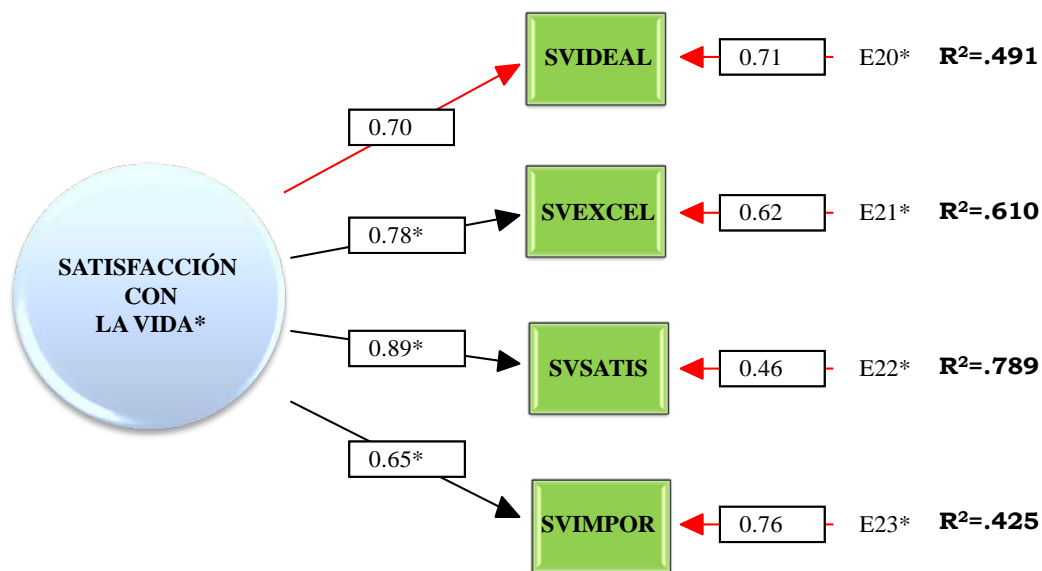 SVIDEAL
0.71
E20*
R²=.491
0.70
SVEXCEL
0.62
E21*
R²=.610
0.78*
SATISFACCIÓN
CON
LA VIDA*
0.89*
SVSATIS
0.46
E22*
R²=.789
0.65*
SVIMPOR
0.76
E23*
R²=.425